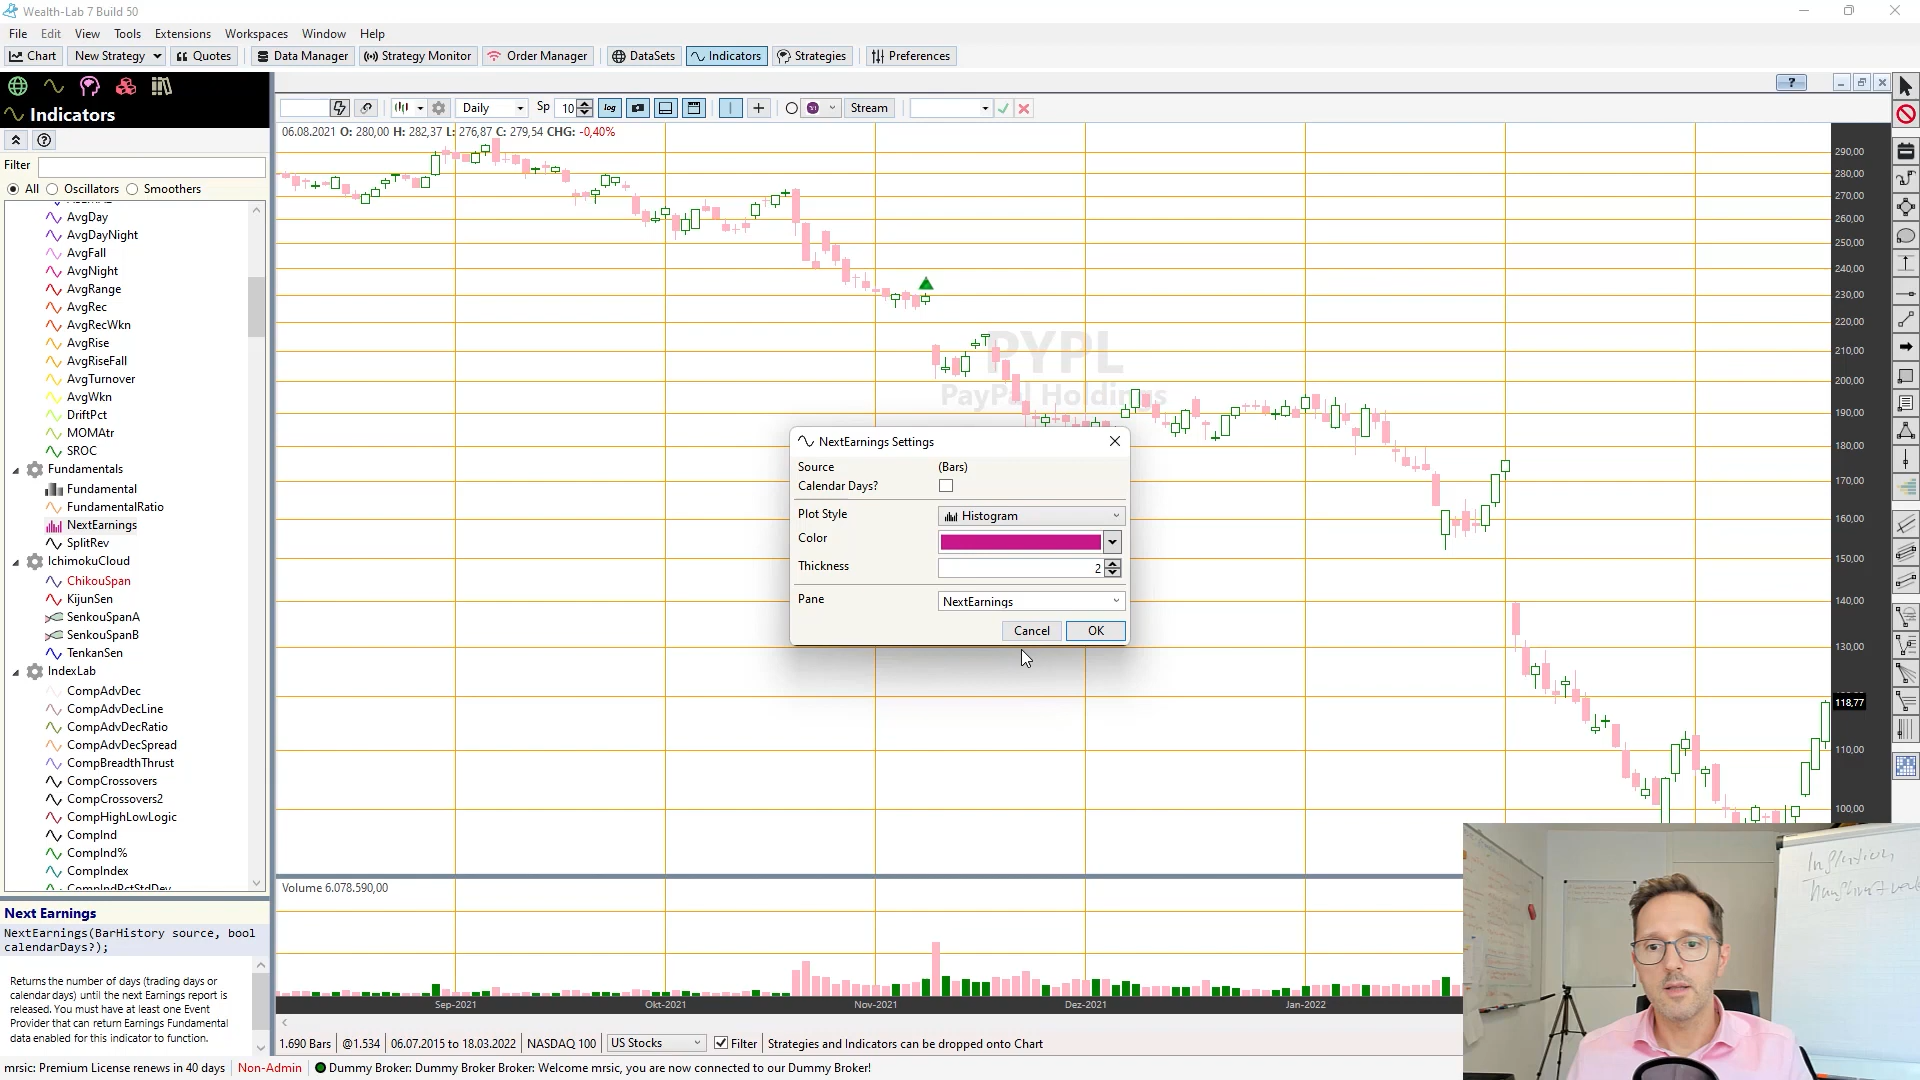 Wealth-Lab 7 Build 50
File Edit View Tools Extensions Workspaces Window Help
Chart New Strategy Quotes Data Manager Strategy Monitor Order Manager DataSets Indicators Strategies Preferences
Indicators
Daily Sp 10 log Stream
06.08.2021 O: 280,00 H: 282,37 L: 276,87 C: 279,54 CHG: -0,40%
Filter
All Oscillators Smoothers
AvgDay
AvgDayNight
AvgFall
AvgNight
AvgRange
AvgRec
AvgRecWkn
AvgRise
AvgRiseFall
AvgTurnover
AvgWkn
DriftPct
MOMAtr
SROC
Fundamentals
Fundamental
FundamentalRatio
NextEarnings
SplitRev
IchimokuCloud
ChikouSpan
KijunSen
SenkouSpanA
SenkouSpanB
TenkanSen
IndexLab
CompAdvDec
CompAdvDecLine
CompAdvDecRatio
CompAdvDecSpread
CompBreadthThrust
CompCrossovers
CompCrossovers2
CompHighLowLogic
CompInd
CompInd%
CompIndex
CompIndPctStdDev
Next Earnings
NextEarnings(BarHistory source, bool
calendarDays?);
Returns the number of days (trading days or
calendar days) until the next Earnings report is
released. You must have at least one Event
Provider that can return Earnings Fundamental
data enabled for this indicator to function.
PYPL
PayPal Holdings
NextEarnings Settings
Source (Bars)
Calendar Days?
Plot Style Histogram
Color
Thickness 2
Pane NextEarnings
Cancel OK
290,00
280,00
270,00
260,00
250,00
240,00
230,00
220,00
210,00
200,00
190,00
180,00
170,00
160,00
150,00
140,00
130,00
118,77
110,00
100,00
Volume 6.078.590,00
Sep-2021 Okt-2021 Nov-2021 Dez-2021 Jan-2022
1.690 Bars @1.534 06.07.2015 to 18.03.2022 NASDAQ 100 US Stocks Filter Strategies and Indicators can be dropped onto Chart
mrsic: Premium License renews in 40 days Non-Admin Dummy Broker: Dummy Broker Broker: Welcome mrsic, you are now connected to our Dummy Broker!